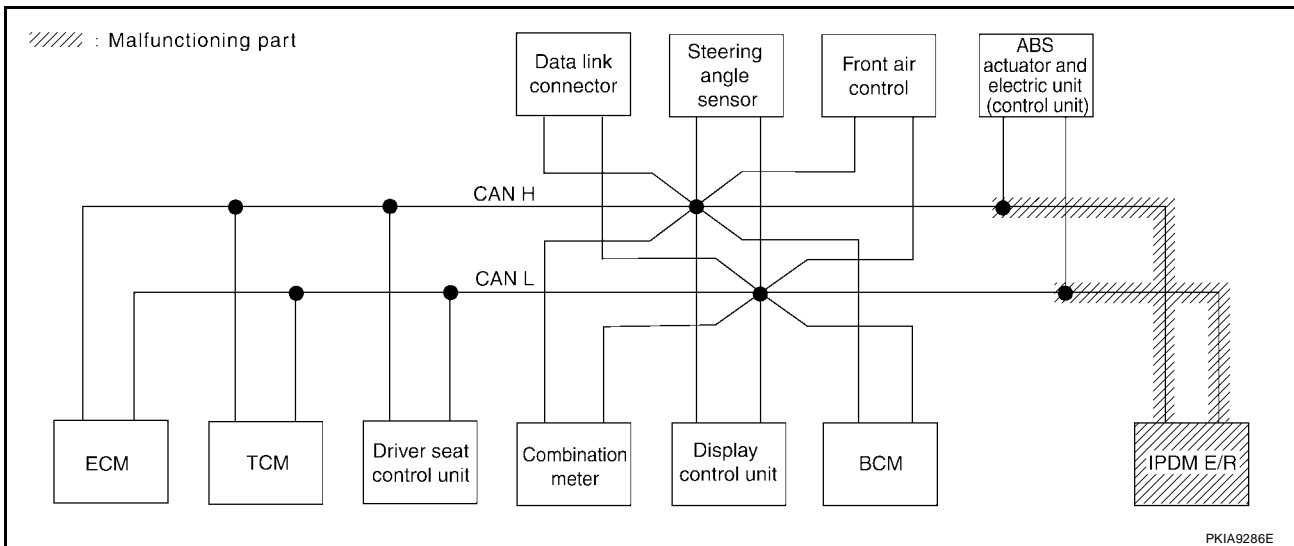 : Malfunctioning part
Data link
connector
Steering
angle
sensor
Front air
control
ABS
actuator and
electric unit
(control unit)
CAN H
CAN L
ECM
TCM
Driver seat
control unit
Combination
meter
Display
control unit
BCM
IPDM E/R
PKIA9286E